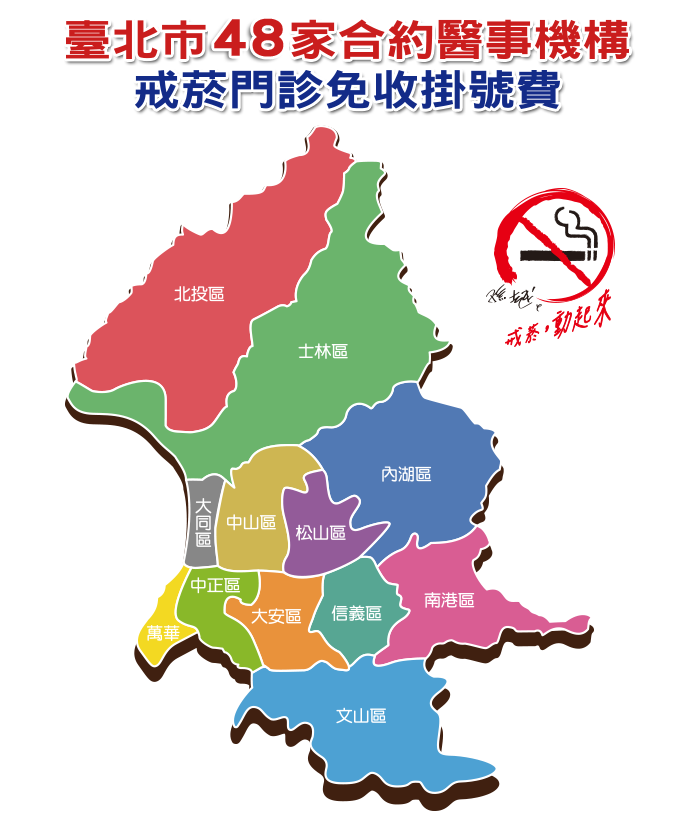 臺北市48家合約醫事機構
戒菸門診免收掛號費
北投區
士林區
戒菸，動起來
內湖區
大同區
中山區
松山區
中正區
大安區
信義區
南港區
萬華
文山區